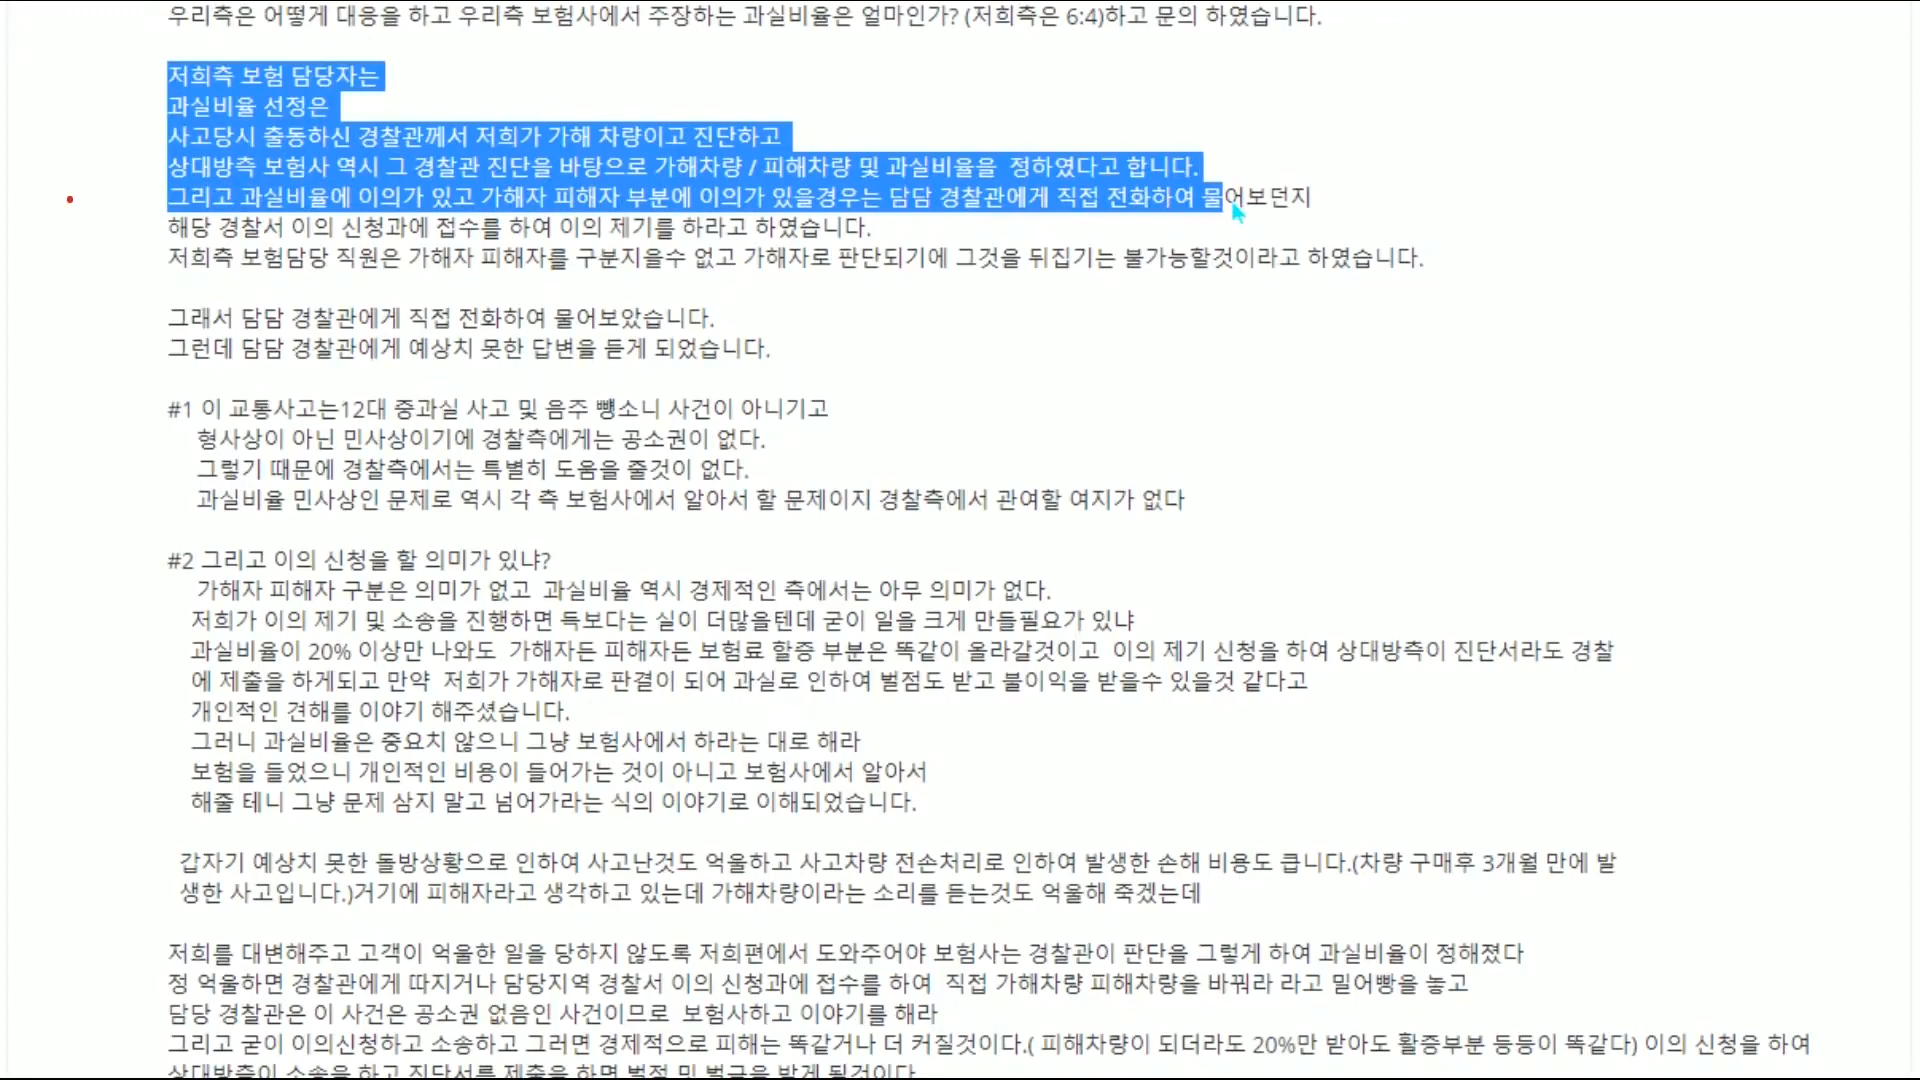 우리측은 어떻게 대응을 하고 우리측 보험사에서 주장하는 과실비율은 얼마인가? (저희측은 6:4)하고 문의 하였습니다.
저희측 보험 담당자는
과실비율 선정은
사고당시 출동하신 경찰관께서 저희가 가해 차량이고 진단하고
상대방측 보험사 역시 그 경찰관 진단을 바탕으로 가해차량 / 피해차량 및 과실비율을  정하였다고 합니다.
그리고 과실비율에 이의가 있고 가해자 피해자 부분에 이의가 있을경우는 담담 경찰관에게 직접 전화하여 물어보던지
해당 경찰서 이의 신청과에 접수를 하여 이의 제기를 하라고 하였습니다.
저희측 보험담당 직원은 가해자 피해자를 구분지을수 없고 가해자로 판단되기에 그것을 뒤집기는 불가능할것이라고 하였습니다.
그래서 담담 경찰관에게 직접 전화하여 물어보았습니다.
그런데 담담 경찰관에게 예상치 못한 답변을 듣게 되었습니다.
#1 이 교통사고는12대 중과실 사고 및 음주 뺑소니 사건이 아니기고
형사상이 아닌 민사상이기에 경찰측에게는 공소권이 없다.
그렇기 때문에 경찰측에서는 특별히 도움을 줄것이 없다.
과실비율 민사상인 문제로 역시 각 측 보험사에서 알아서 할 문제이지 경찰측에서 관여할 여지가 없다
#2 그리고 이의 신청을 할 의미가 있냐?
가해자 피해자 구분은 의미가 없고  과실비율 역시 경제적인 측에서는 아무 의미가 없다.
저희가 이의 제기 및 소송을 진행하면 득보다는 실이 더많을텐데 굳이 일을 크게 만들필요가 있냐
과실비율이 20% 이상만 나와도  가해자든 피해자든 보험료 할증 부분은 똑같이 올라갈것이고  이의 제기 신청을 하여 상대방측이 진단서라도 경찰
에 제출을 하게되고 만약  저희가 가해자로 판결이 되어 과실로 인하여 벌점도 받고 불이익을 받을수 있을것 같다고
개인적인 견해를 이야기 해주셨습니다.
그러니 과실비율은 중요치 않으니 그냥 보험사에서 하라는 대로 해라
보험을 들었으니 개인적인 비용이 들어가는 것이 아니고 보험사에서 알아서
해줄 테니 그냥 문제 삼지 말고 넘어가라는 식의 이야기로 이해되었습니다.
갑자기 예상치 못한 돌방상황으로 인하여 사고난것도 억울하고 사고차량 전손처리로 인하여 발생한 손해 비용도 큽니다.(차량 구매후 3개월 만에 발
생한 사고입니다.)거기에 피해자라고 생각하고 있는데 가해차량이라는 소리를 듣는것도 억울해 죽겠는데
저희를 대변해주고 고객이 억울한 일을 당하지 않도록 저희편에서 도와주어야 보험사는 경찰관이 판단을 그렇게 하여 과실비율이 정해졌다
정 억울하면 경찰관에게 따지거나 담당지역 경찰서 이의 신청과에 접수를 하여  직접 가해차량 피해차량을 바꿔라 라고 밀어빵을 놓고
담당 경찰관은 이 사건은 공소권 없음인 사건이므로  보험사하고 이야기를 해라
그리고 굳이 이의신청하고 소송하고 그러면 경제적으로 피해는 똑같거나 더 커질것이다.( 피해차량이 되더라도 20%만 받아도 활증부분 등등이 똑같다) 이의 신청을 하여
상대방측이 소송을 하고 진단서를 제출을 하면 벌점 및 벌금을 받게 될것이다